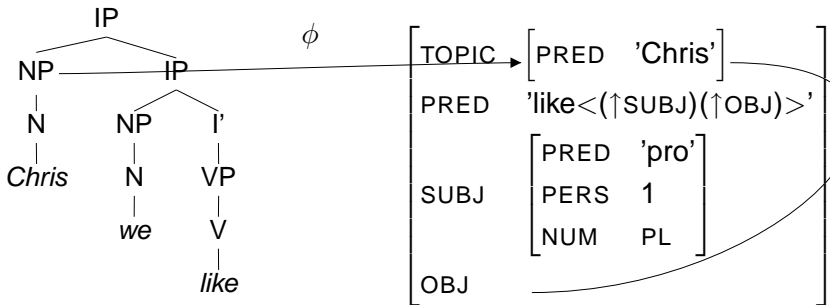 IP
ϕ
TOPIC [PRED 'Chris']
NP IP
PRED 'like<(↑SUBJ)(↑OBJ)>'
N NP I'
PRED 'pro'
Chris N VP
SUBJ PERS 1
we V
NUM PL
like
OBJ